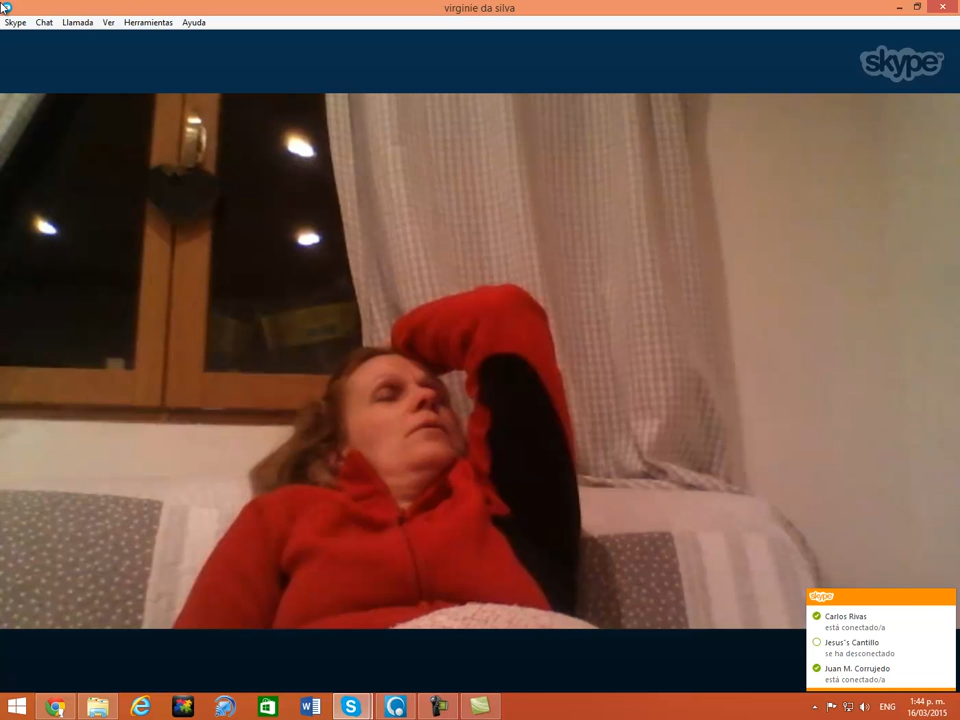 virginie da silva
Skype Chat Llamada Ver Herramientas Ayuda
skype
skype
Carlos Rivas
está conectado/a
Jesus's Cantillo
se ha desconectado
Juan M. Corrujedo
está conectado/a
ENG
1:44 p. m.
16/03/2015